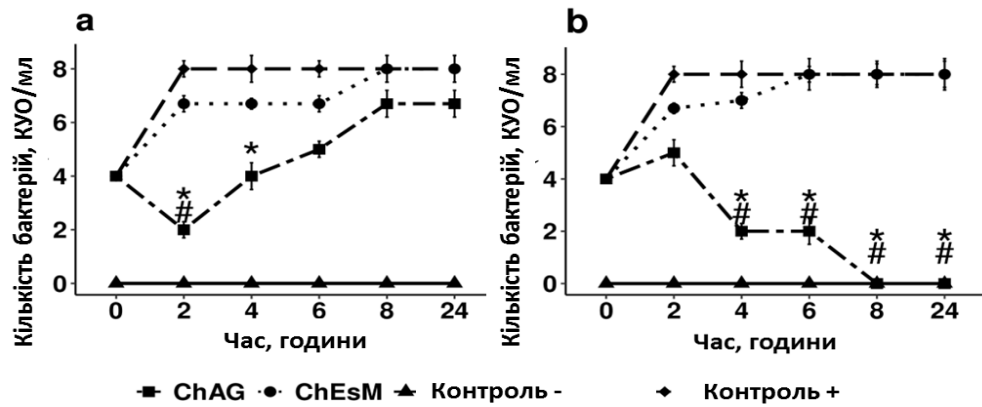 a
Кількість бактерій, КУО/мл
8
6
4
2
0
*
#
*
0 2 4 6 8 24
Час, години
b
Кількість бактерій, КУО/мл
8
6
4
2
0
*
#
*
#
*
#
*
#
0 2 4 6 8 24
Час, години
ChAG ChEsM Контроль - Контроль +